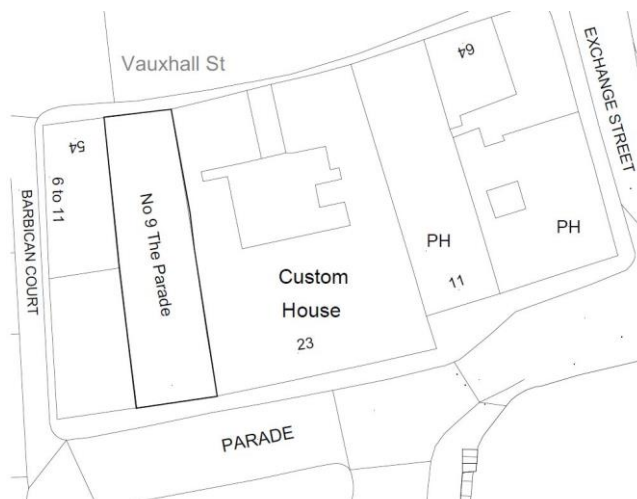 Vauxhall St
64
EXCHANGE STREET
54
6 to 11
BARBICAN COURT
No 9 The Parade
PH
PH
11
Custom
House
23
PARADE